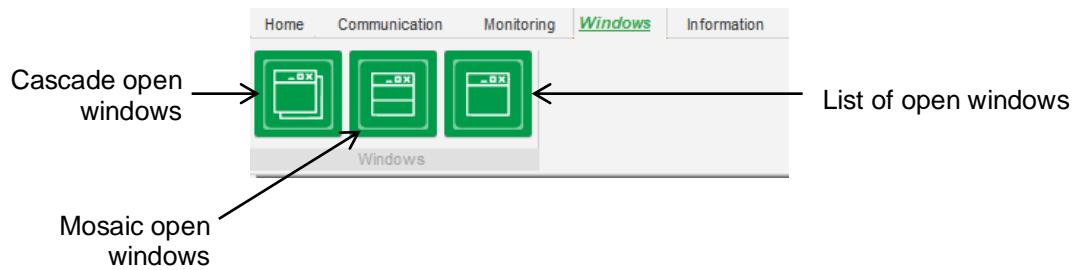 Home Communication Monitoring Windows Information
Cascade open
windows
List of open windows
Windows
Mosaic open
windows